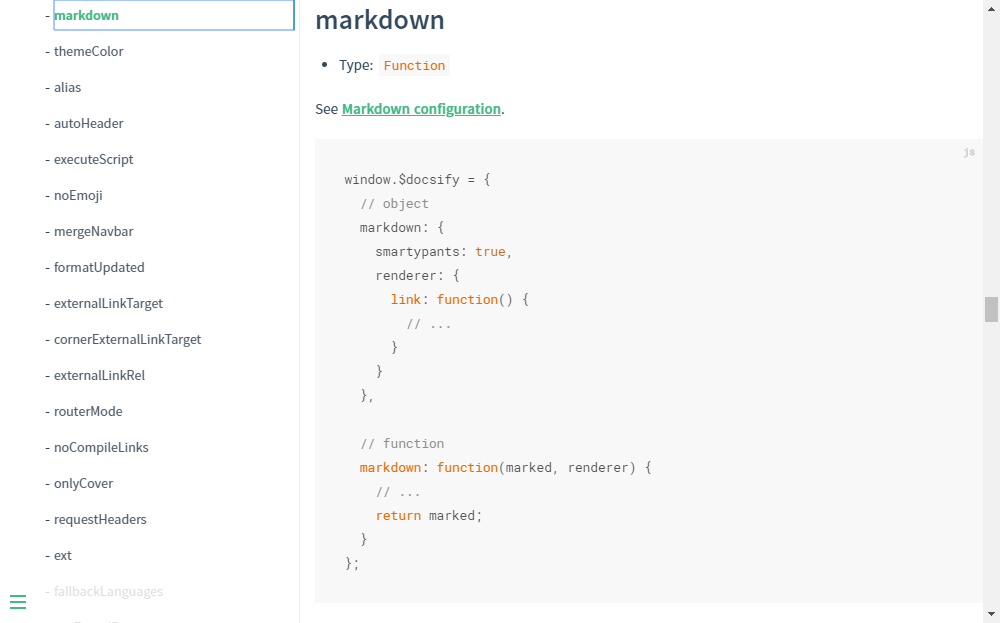 - markdown
- themeColor
- alias
- autoHeader
- executeScript
- noEmoji
- mergeNavbar
- formatUpdated
- externalLinkTarget
- cornerExternalLinkTarget
- externalLinkRel
- routerMode
- noCompileLinks
- onlyCover
- requestHeaders
- ext
- fallbackLanguages
markdown
• Type: Function
See Markdown configuration.
js
window.$docsify = {
  // object
  markdown: {
    smartypants: true,
    renderer: {
      link: function() {
        // ...
      }
    }
  },
  // function
  markdown: function(marked, renderer) {
    // ...
    return marked;
  }
};